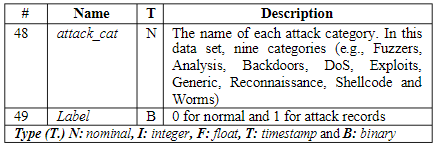 # Name T Description
48 attack_cat N The name of each attack category. In this
data set, nine categories (e.g., Fuzzers,
Analysis, Backdoors, DoS, Exploits,
Generic, Reconnaissance, Shellcode and
Worms)
49 Label B 0 for normal and 1 for attack records
Type (T.) N: nominal, I: integer, F: float, T: timestamp and B: binary